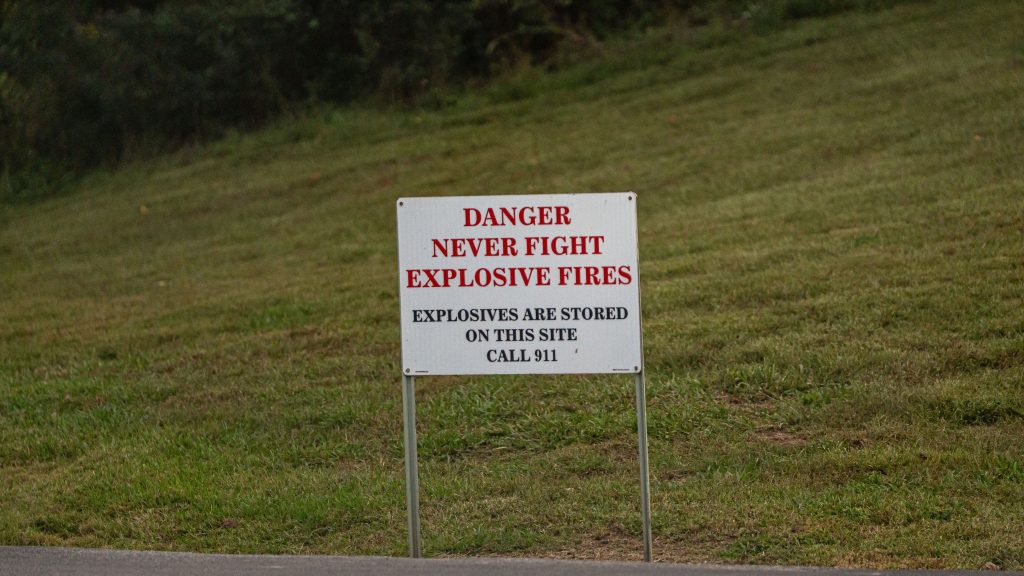 DANGER
NEVER FIGHT
EXPLOSIVE FIRES
EXPLOSIVES ARE STORED
ON THIS SITE
CALL 911